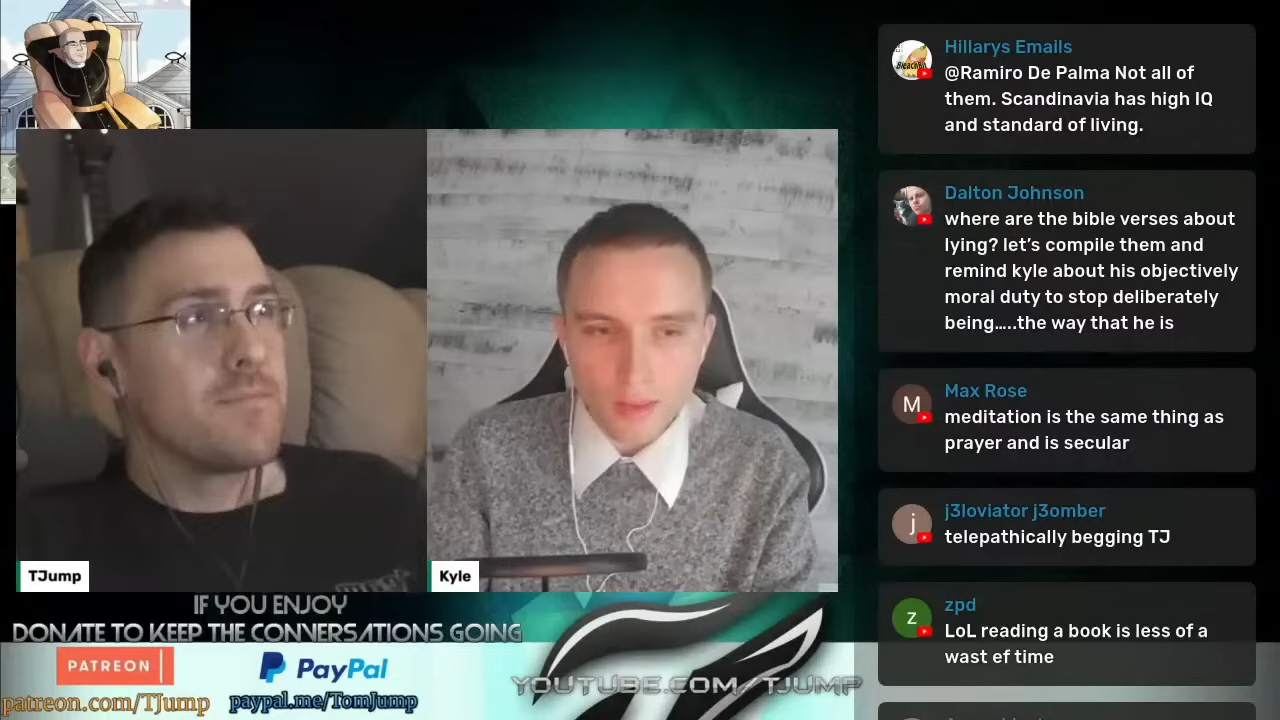 Hillarys Emails
@Ramiro De Palma Not all of
them. Scandinavia has high IQ
and standard of living.
Dalton Johnson
where are the bible verses about
lying? let's compile them and
remind kyle about his objectively
moral duty to stop deliberately
being.....the way that he is
M
Max Rose
meditation is the same thing as
prayer and is secular
j
j3loviator j3omber
telepathically begging TJ
z
zpd
LoL reading a book is less of a
wast ef time
TJump
Kyle
IF YOU ENJOY
DONATE TO KEEP THE CONVERSATIONS GOING
PATREON
PayPal
patreon.com/TJump
paypal.me/TomJump
YOUTUBE.COM/TJUMP